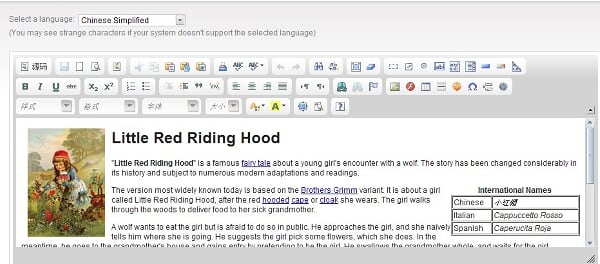 Select a language: Chinese Simplified
(You may see strange characters if your system doesn't support the selected language)
源码
ABC ABC
B I U abc X₂ X²
样式 格式 字体 大小 A A
Little Red Riding Hood
"Little Red Riding Hood" is a famous fairy tale about a young girl's encounter with a wolf. The story has been changed considerably in
its history and subject to numerous modern adaptations and readings.
The version most widely known today is based on the Brothers Grimm variant. It is about a girl
called Little Red Riding Hood, after the red hooded cape or cloak she wears. The girl walks
through the woods to deliver food to her sick grandmother.
International Names
Chinese 小红帽
Italian Cappuccetto Rosso
Spanish Caperucita Roja
A wolf wants to eat the girl but is afraid to do so in public. He approaches the girl, and she naïvely
tells him where she is going. He suggests the girl pick some flowers, which she does. In the
meantime, he goes to the grandmother's house and gains entry by pretending to be the girl. He swallows the grandmother whole, and waits for the girl